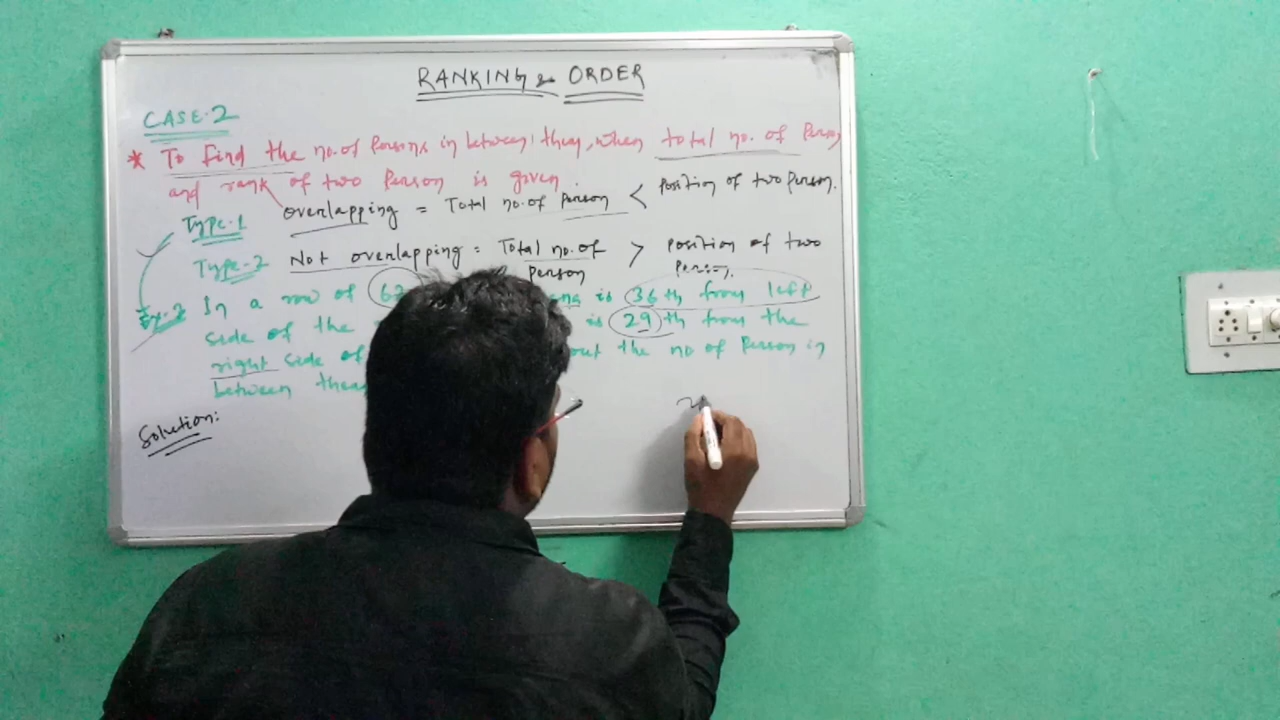 RANKING & ORDER
CASE-2
* To find the no. of Persons in between them, when total no. of Person
and rank of two Person is given.
Type-1 overlapping = Total no. of person < position of two person.
Type-2 Not overlapping = Total no. of person > position of two person.
Ex-2 In a row of is 36th from left
side of the is 29th from the
right side of the no of person in
between them
Solution: